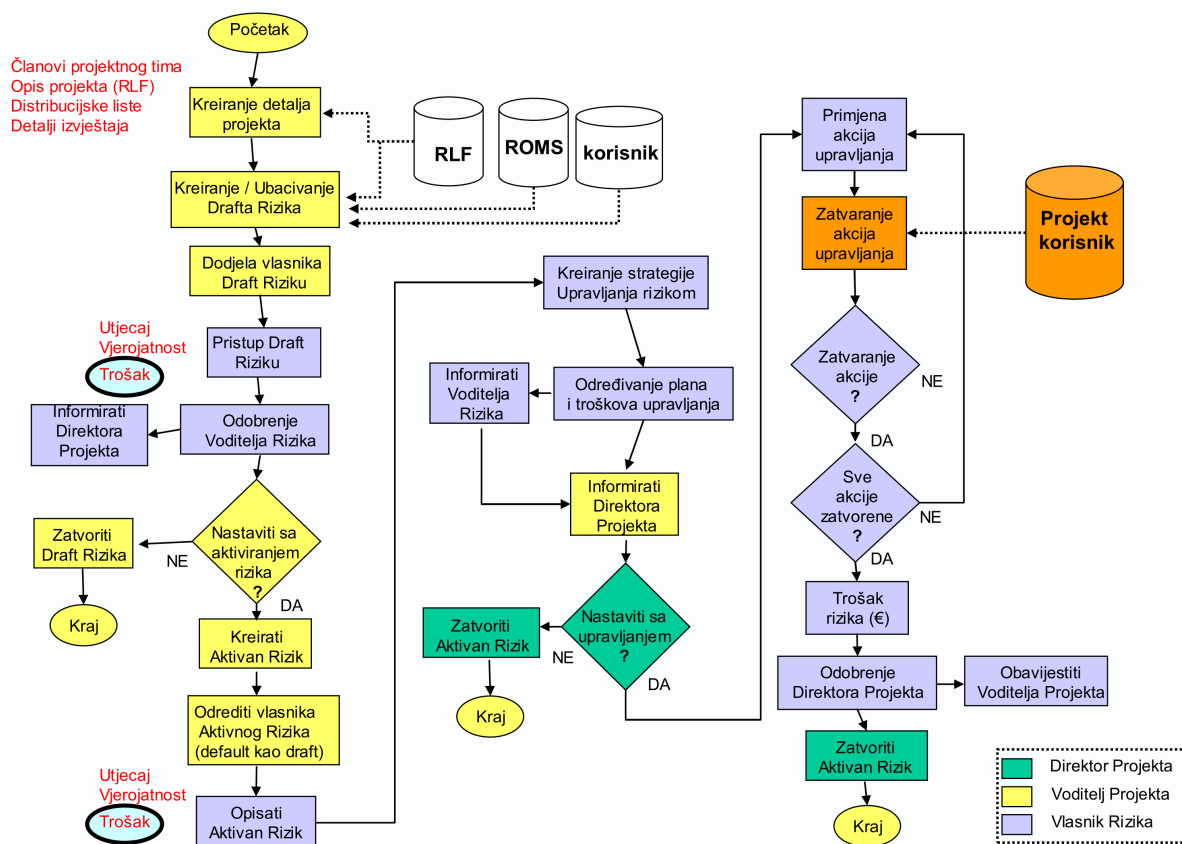 Početak
Članovi projektnog tima
Opis projekta (RLF)
Distribucijske liste
Detalji izvještaja
Kreiranje detalja
projekta
RLF
ROMS
korisnik
Kreiranje / Ubacivanje
Drafta Rizika
Dodjela vlasnika
Draft Riziku
Utjecaj
Vjerojatnost
Trošak
Pristup Draft
Riziku
Informirati
Direktora
Projekta
Odobrenje
Voditelja Rizika
Nastaviti sa
aktiviranjem
rizika
?
NE
DA
Zatvoriti
Draft Rizika
Kraj
Kreirati
Aktivan Rizik
Odrediti vlasnika
Aktivnog Rizika
(default kao draft)
Utjecaj
Vjerojatnost
Trošak
Opisati
Aktivan Rizik
Kreiranje strategije
Upravljanja rizikom
Informirati
Voditelja
Rizika
Određivanje plana
i troškova upravljanja
Informirati
Direktora
Projekta
Nastaviti sa
upravljanjem
?
NE
DA
Zatvoriti
Aktivan Rizik
Kraj
Primjena
akcija
upravljanja
Zatvaranje
akcija
upravljanja
Projekt
korisnik
Zatvaranje
akcije
?
NE
DA
Sve
akcije
zatvorene
?
NE
DA
Trošak
rizika (€)
Odobrenje
Direktora Projekta
Obavijestiti
Voditelja Projekta
Zatvoriti
Aktivan Rizik
Kraj
Direktor Projekta
Voditelj Projekta
Vlasnik Rizika